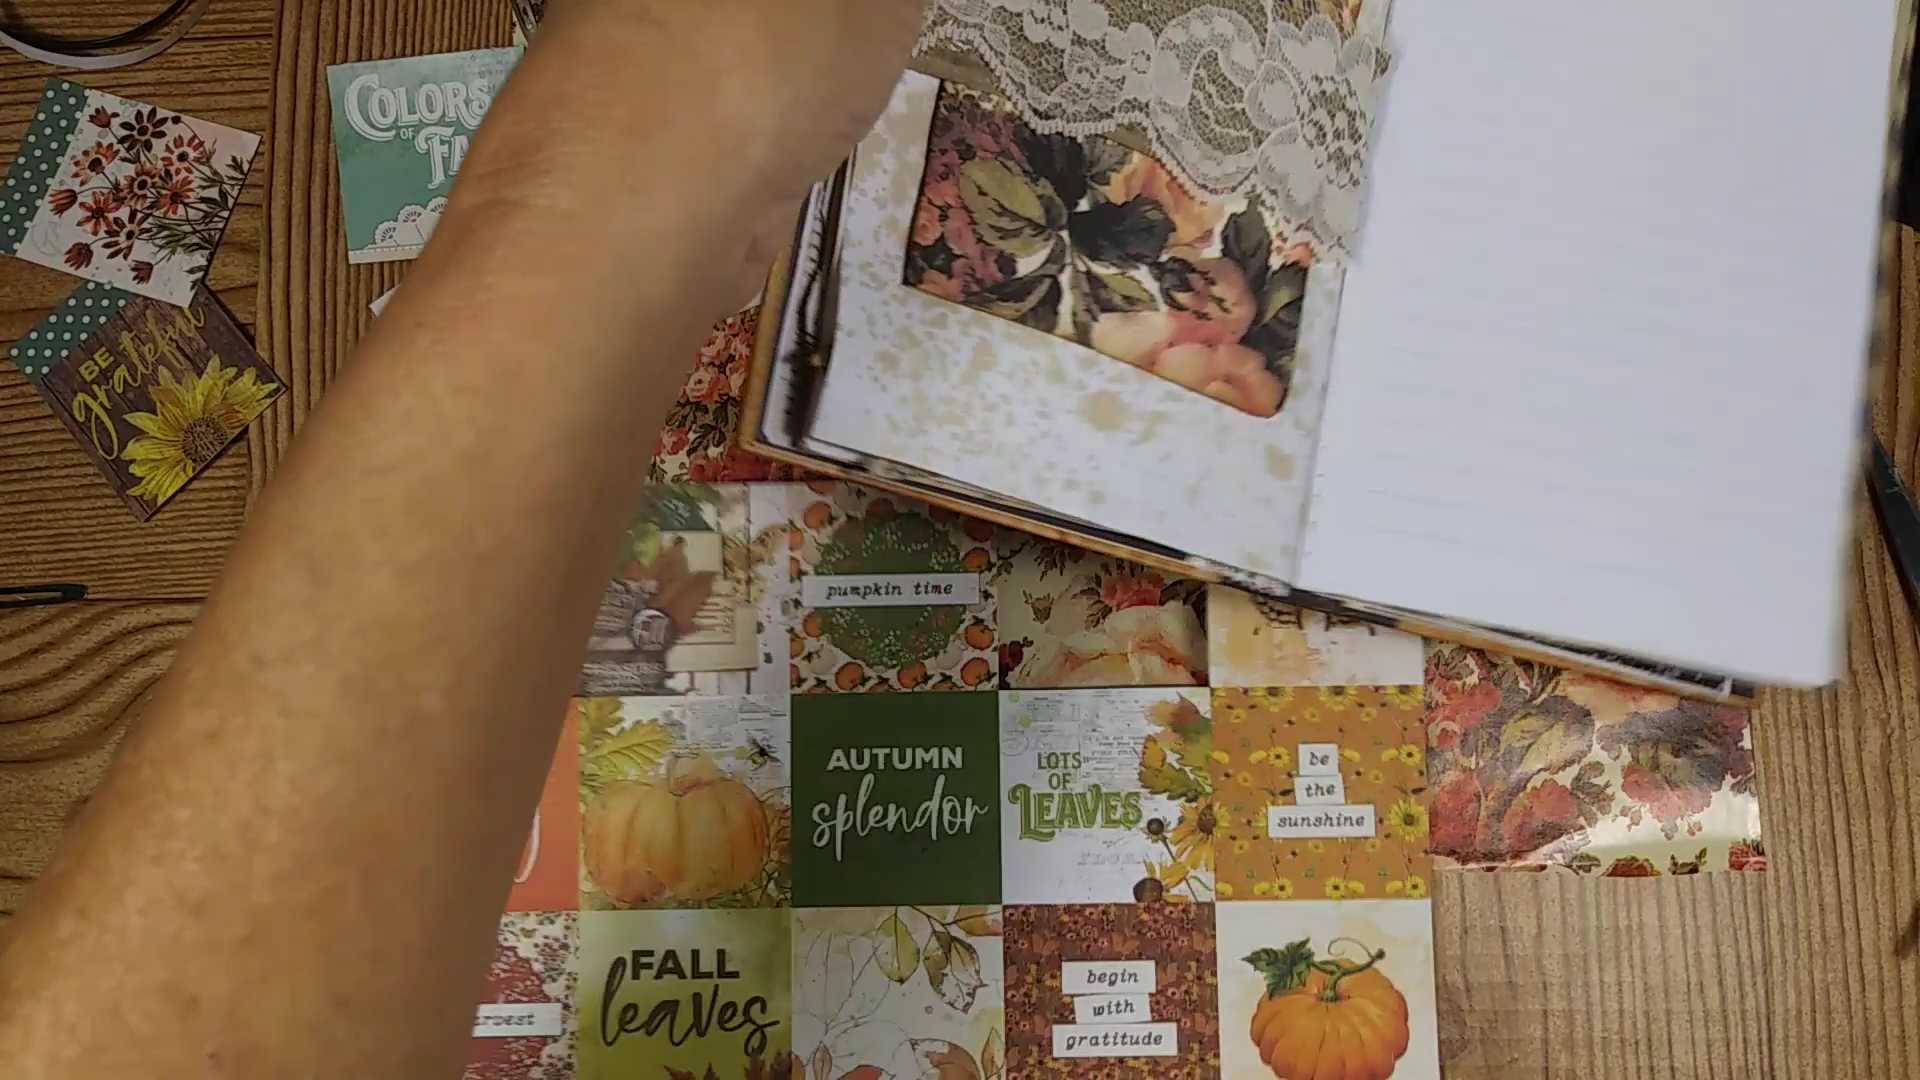 COLORS
OF
BE
grateful
pumpkin time
AUTUMN
splendor
LOTS
OF
LEAVES
be
the
sunshine
FALL
leaves
begin
with
gratitude